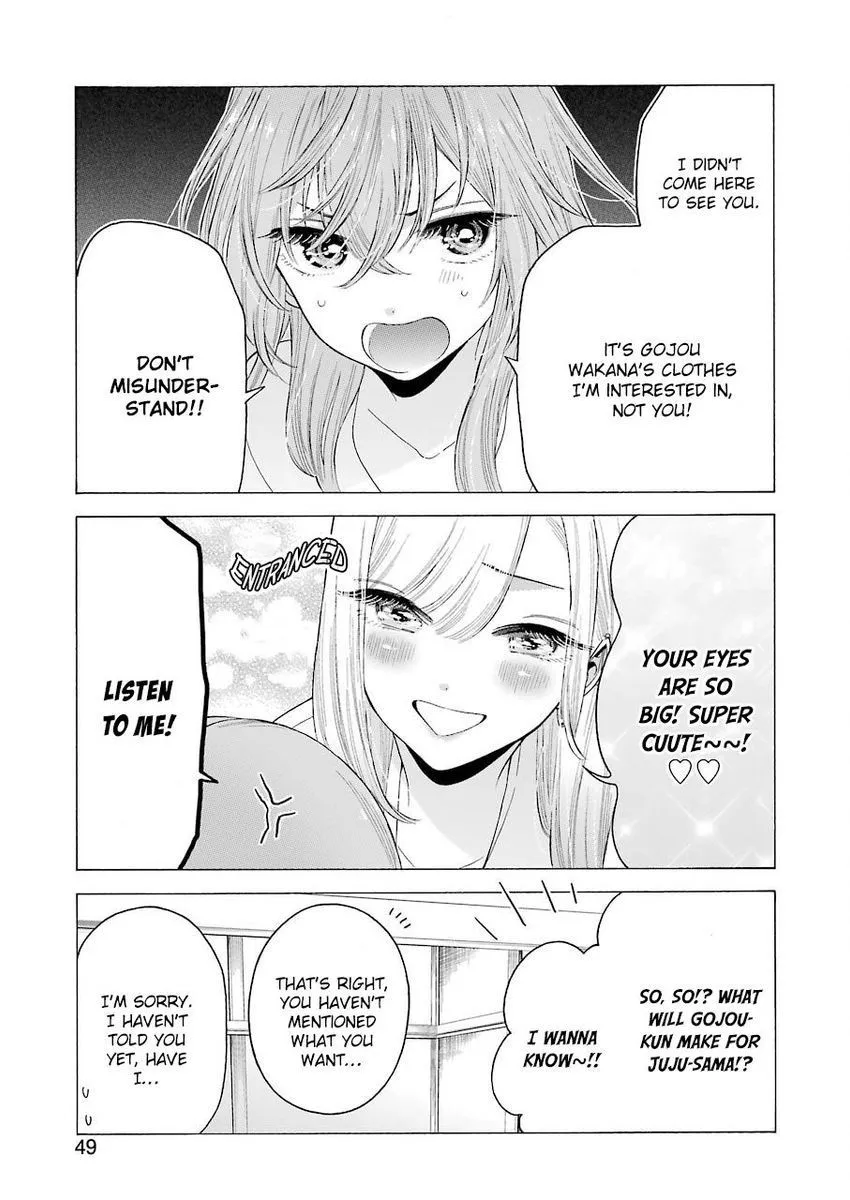 I DIDN'T
COME HERE
TO SEE YOU.
IT'S GOJOU
WAKANA'S CLOTHES
I'M INTERESTED IN,
NOT YOU!
DON'T
MISUNDER-
STAND!!
YOUR EYES
ARE SO
BIG! SUPER
CUUTE~~!
♡♡
ENTRANCED
LISTEN
TO ME!
SO, SO!? WHAT
WILL GOJOU-
KUN MAKE FOR
JUJU-SAMA!?
I WANNA
KNOW~!!
THAT'S RIGHT,
YOU HAVEN'T
MENTIONED
WHAT YOU
WANT...
I'M SORRY.
I HAVEN'T
TOLD YOU
YET, HAVE
I...
49